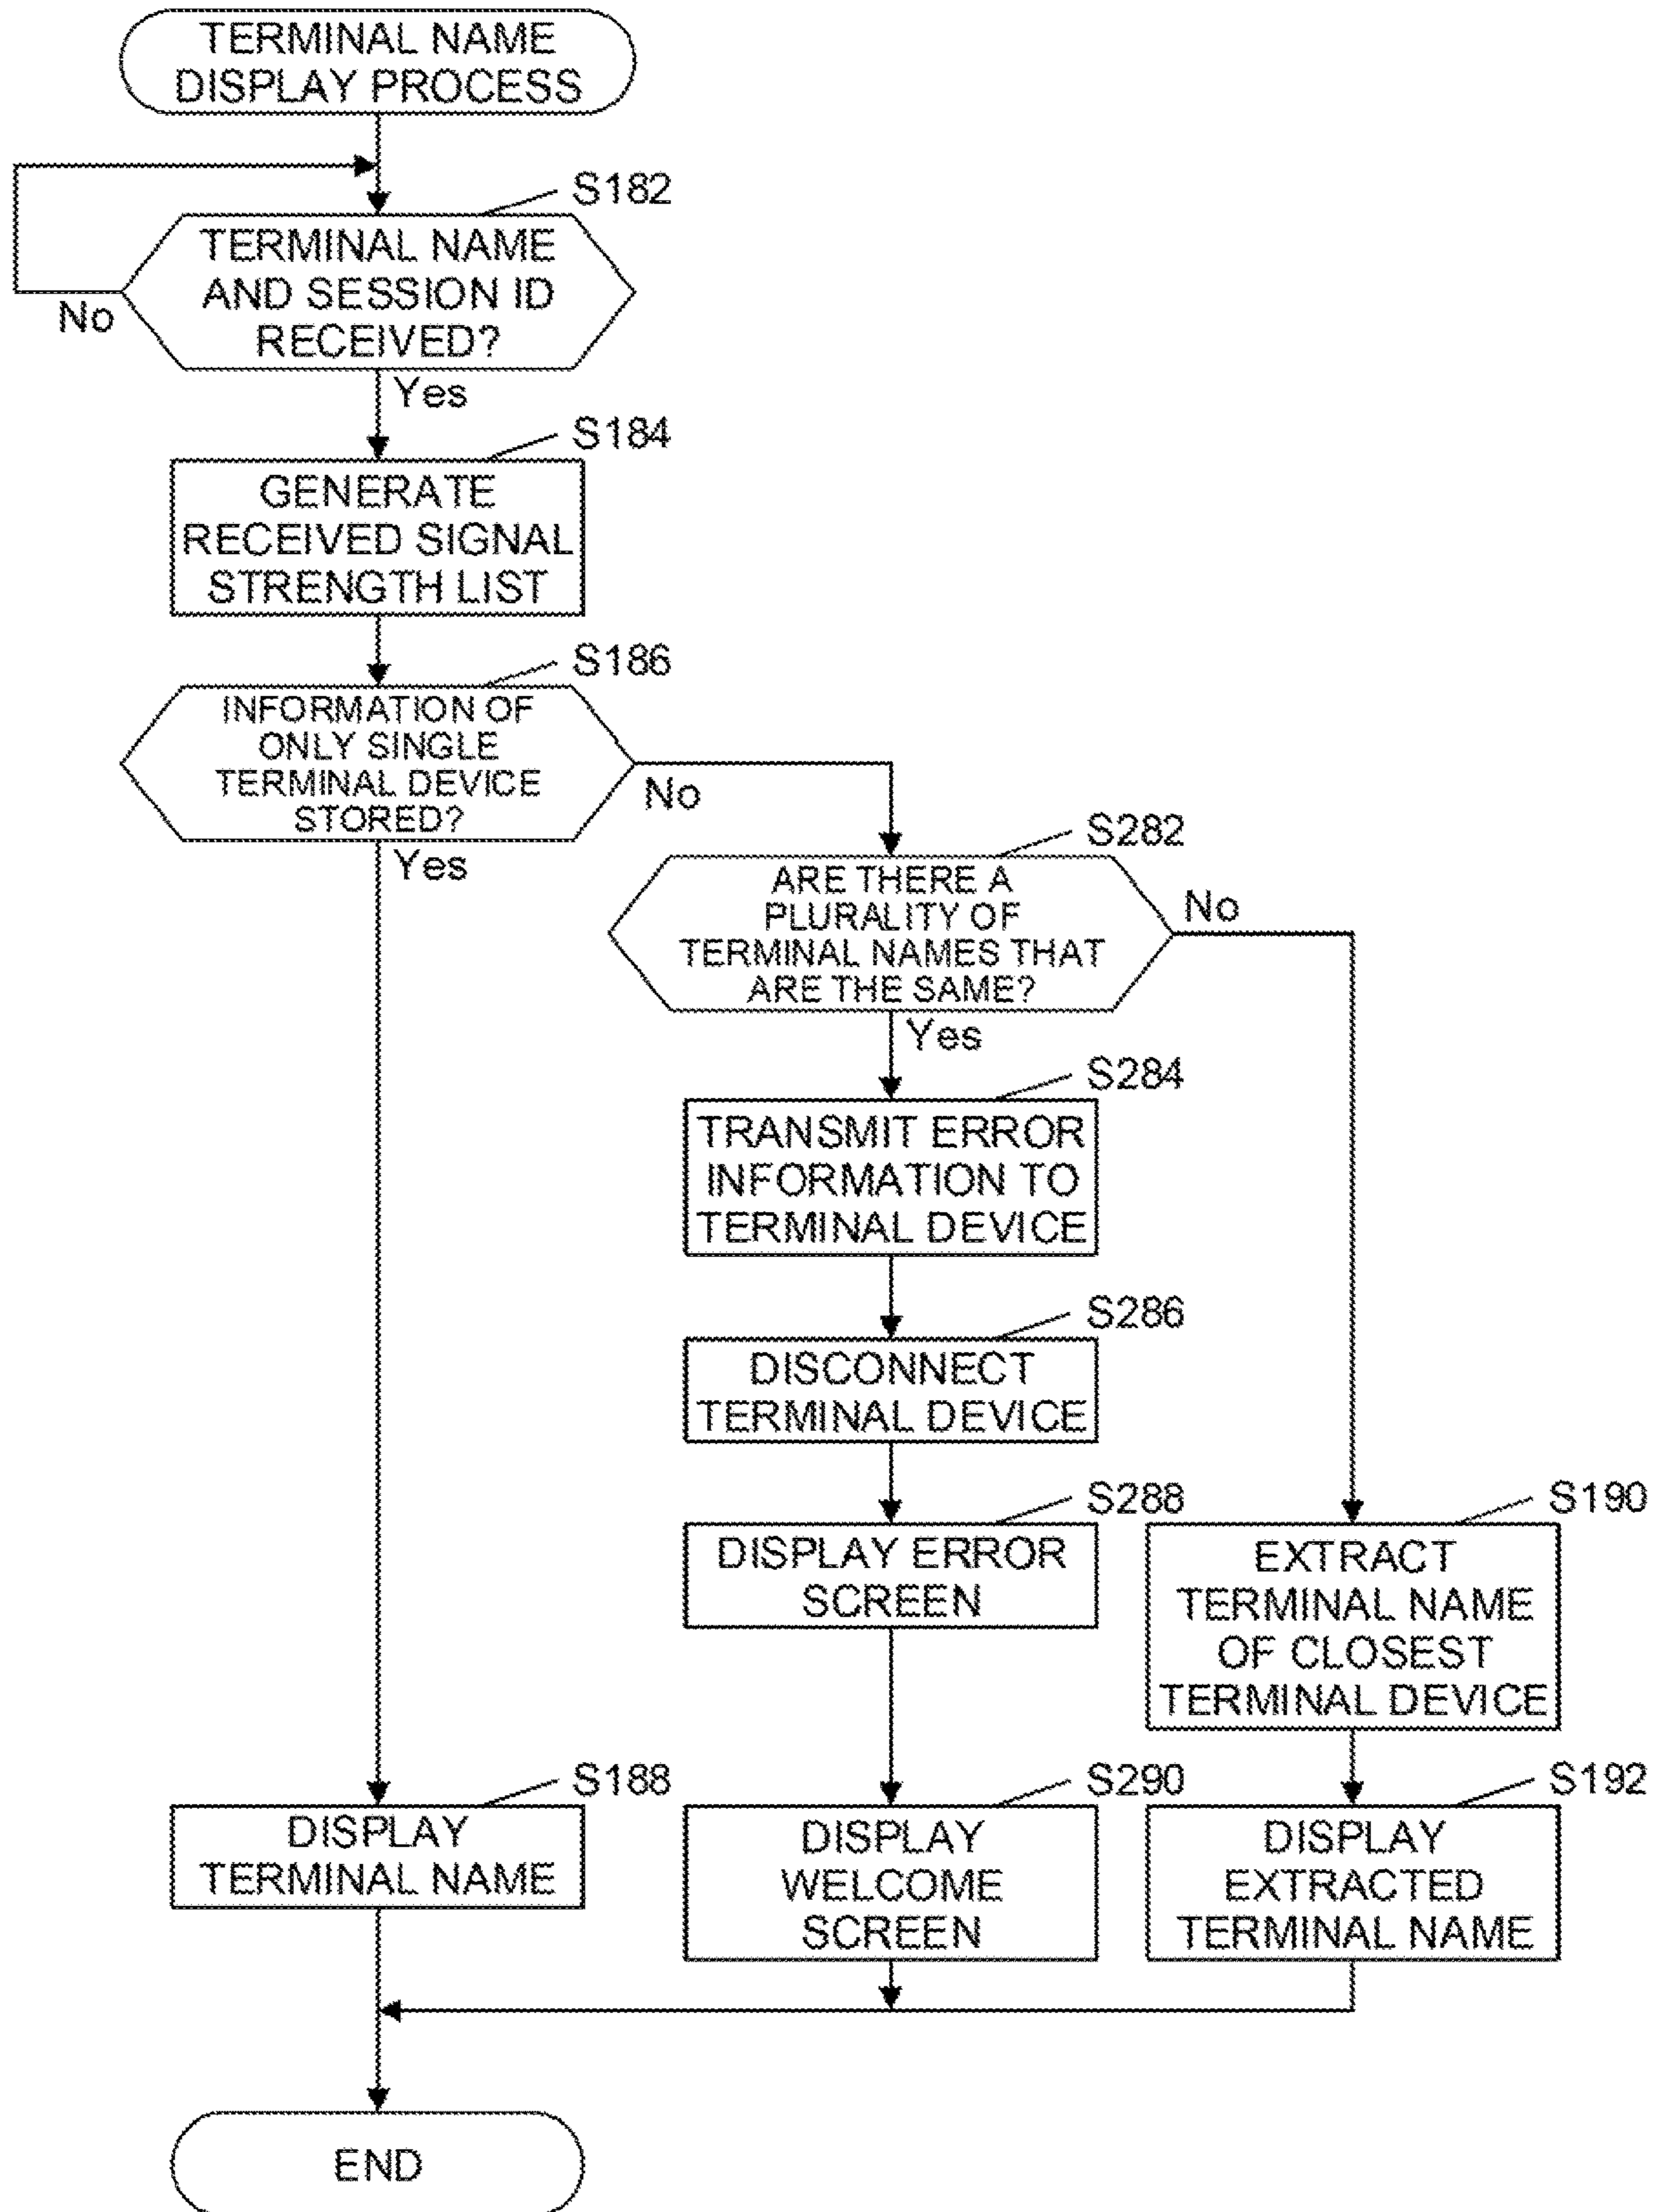 TERMINAL NAME
DISPLAY PROCESS
S182
TERMINAL NAME
AND SESSION ID
RECEIVED?
No
Yes
S184
GENERATE
RECEIVED SIGNAL
STRENGTH LIST
S186
INFORMATION OF
ONLY SINGLE
TERMINAL DEVICE
STORED?
No
Yes
S282
ARE THERE A
PLURALITY OF
TERMINAL NAMES THAT
ARE THE SAME?
No
Yes
S284
TRANSMIT ERROR
INFORMATION TO
TERMINAL DEVICE
S286
DISCONNECT
TERMINAL DEVICE
S288
DISPLAY ERROR
SCREEN
S190
EXTRACT
TERMINAL NAME
OF CLOSEST
TERMINAL DEVICE
S188
DISPLAY
TERMINAL NAME
S290
DISPLAY
WELCOME
SCREEN
S192
DISPLAY
EXTRACTED
TERMINAL NAME
END